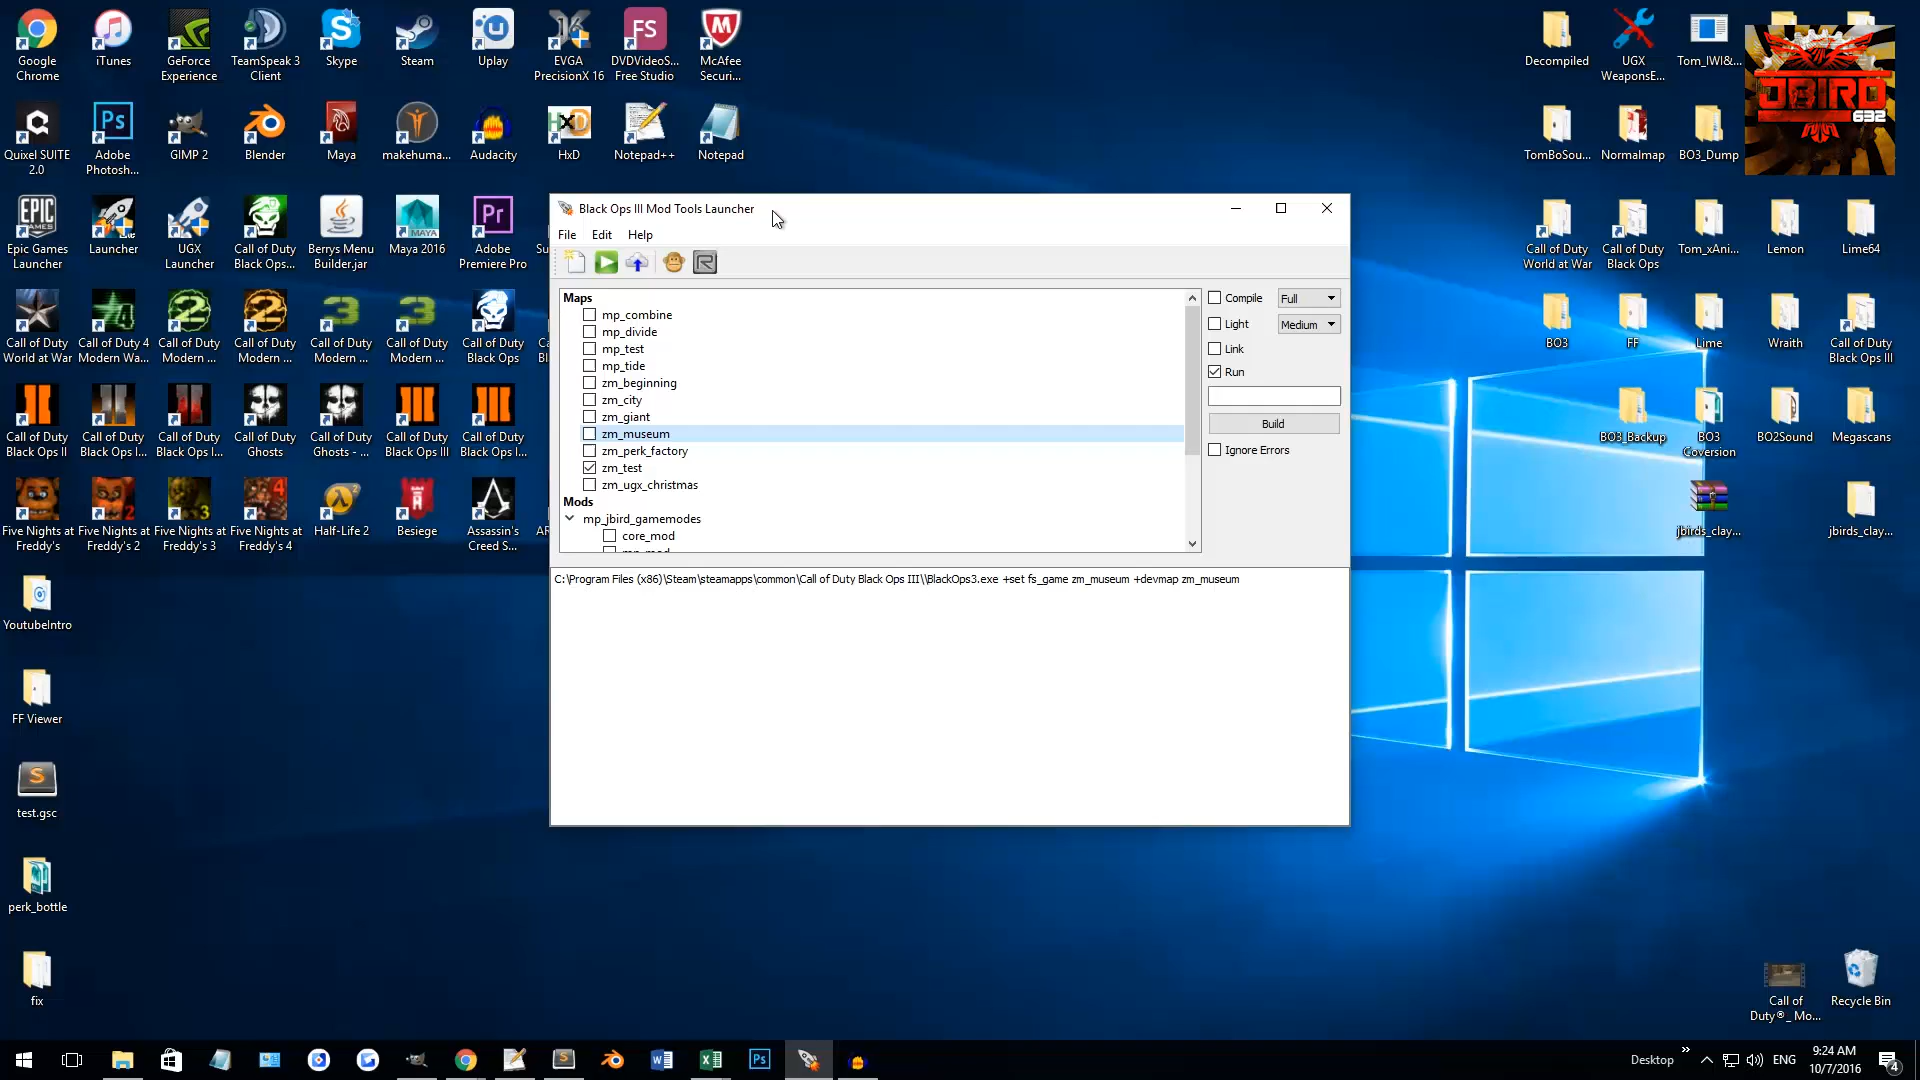 Google Chrome
iTunes
GeForce Experience
TeamSpeak 3 Client
Skype
Steam
Uplay
EVGA PrecisionX 16
DVDVideoS... Free Studio
McAfee Securi...
Decompiled
UGX WeaponsE...
Tom_IWI&...
JBIRD
632
Quixel SUITE 2.0
Adobe Photosh...
GIMP 2
Blender
Maya
makehuma...
Audacity
HxD
Notepad++
Notepad
TomBoSou...
Normalmap
BO3_Dump
Epic Games Launcher
Launcher
UGX Launcher
Call of Duty Black Ops...
Berrys Menu Builder.jar
Maya 2016
Adobe Premiere Pro
Call of Duty World at War
Call of Duty Black Ops
Tom_xAni...
Lemon
Lime64
Call of Duty World at War
Call of Duty 4 Modern Wa...
Call of Duty Modern ...
Call of Duty Modern ...
Call of Duty Modern ...
Call of Duty Modern ...
Call of Duty Black Ops
BO3
FF
Lime
Wraith
Call of Duty Black Ops III
Call of Duty Black Ops II
Call of Duty Black Ops I...
Call of Duty Black Ops I...
Call of Duty Ghosts
Call of Duty Ghosts - ...
Call of Duty Black Ops III
Call of Duty Black Ops I...
BO3_Backup
BO3 Coversion
BO2Sound
Megascans
Five Nights at Freddy's
Five Nights at Freddy's 2
Five Nights at Freddy's 3
Five Nights at Freddy's 4
Half-Life 2
Besiege
Assassin's Creed S...
jbirds_clay...
jbirds_clay...
YoutubeIntro
FF Viewer
test.gsc
perk_bottle
fix
Call of Duty®_ Mo...
Recycle Bin
Black Ops III Mod Tools Launcher
File Edit Help
Maps
mp_combine
mp_divide
mp_test
mp_tide
zm_beginning
zm_city
zm_giant
zm_museum
zm_perk_factory
zm_test
zm_ugx_christmas
Mods
mp_jbird_gamemodes
core_mod
Compile Full
Light Medium
Link
Run
Build
Ignore Errors
C:\Program Files (x86)\Steam\steamapps\common\Call of Duty Black Ops III\\BlackOps3.exe +set fs_game zm_museum +devmap zm_museum
Desktop
ENG
9:24 AM
10/7/2016
4